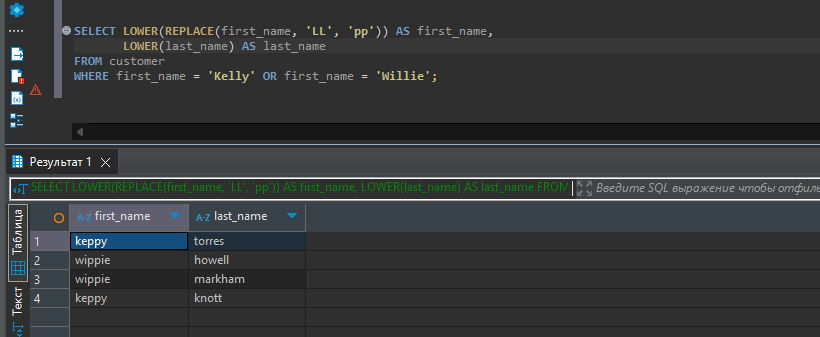 SELECT LOWER(REPLACE(first_name, 'LL', 'pp')) AS first_name,
LOWER(last_name) AS last_name
FROM customer
WHERE first_name = 'Kelly' OR first_name = 'Willie';
Результат 1
SELECT LOWER(REPLACE(first_name, 'LL', 'pp')) AS first_name, LOWER(last_name) AS last_name FROM
Введите SQL выражение чтобы отфиль
Таблица
Текст
A-Z first_name A-Z last_name
1 keppy torres
2 wippie howell
3 wippie markham
4 keppy knott